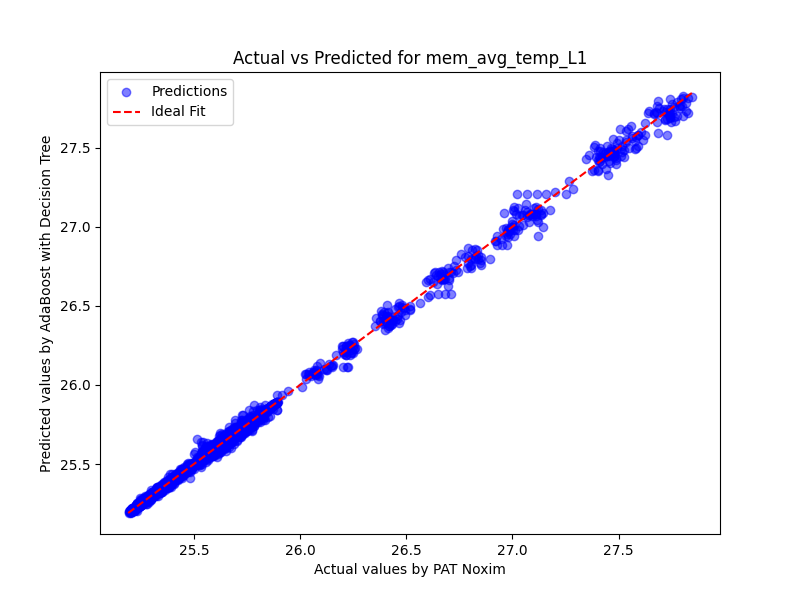 Actual vs Predicted for mem_avg_temp_L1
Predictions
Ideal Fit
Predicted values by AdaBoost with Decision Tree
27.5
27.0
26.5
26.0
25.5
25.5
26.0
26.5
27.0
27.5
Actual values by PAT Noxim